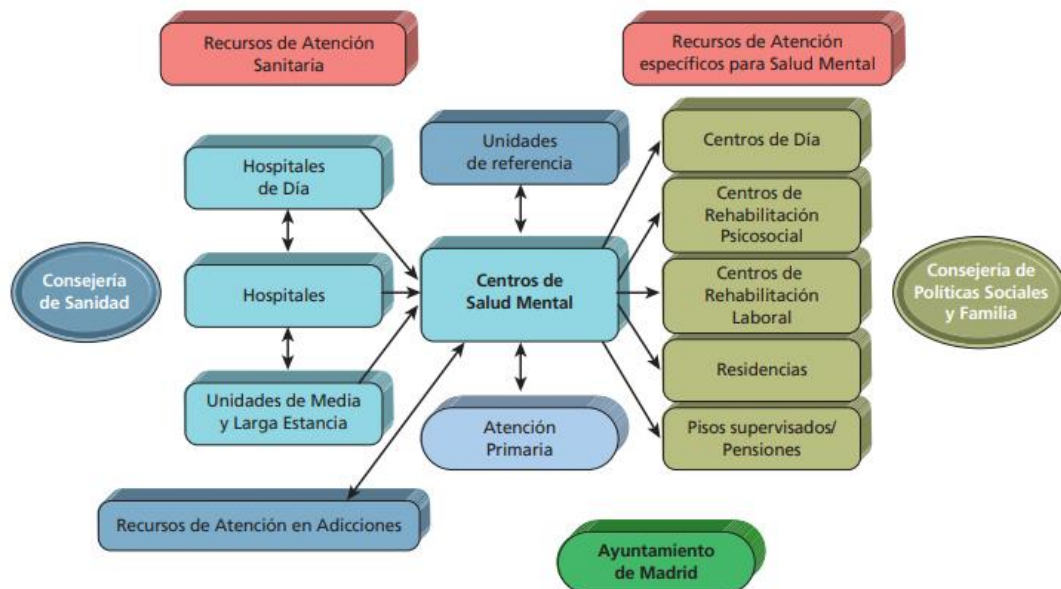 Recursos de Atención
Sanitaria
Recursos de Atención
específicos para Salud Mental
Hospitales
de Día
Unidades
de referencia
Centros de Día
Centros de
Rehabilitación
Psicosocial
Consejería
de Sanidad
Hospitales
Centros de
Salud Mental
Centros de
Rehabilitación
Laboral
Consejería de
Políticas Sociales
y Familia
Residencias
Unidades de Media
y Larga Estancia
Atención
Primaria
Pisos supervisados/
Pensiones
Recursos de Atención en Adicciones
Ayuntamiento
de Madrid